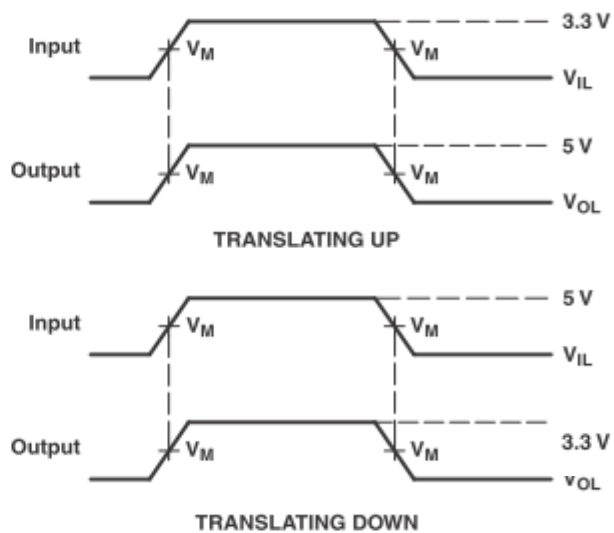 3.3 V
Input V_M V_M
V_IL
5 V
Output V_M V_M
V_OL
TRANSLATING UP
5 V
Input V_M V_M
V_IL
Output V_M V_M 3.3 V
V_OL
TRANSLATING DOWN